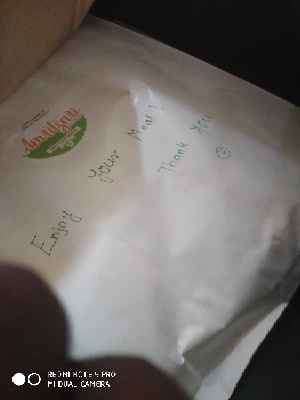 Enjoy your Meal!
Thank You ☺
REDMI NOTE 5 PRO
MI DUAL CAMERA